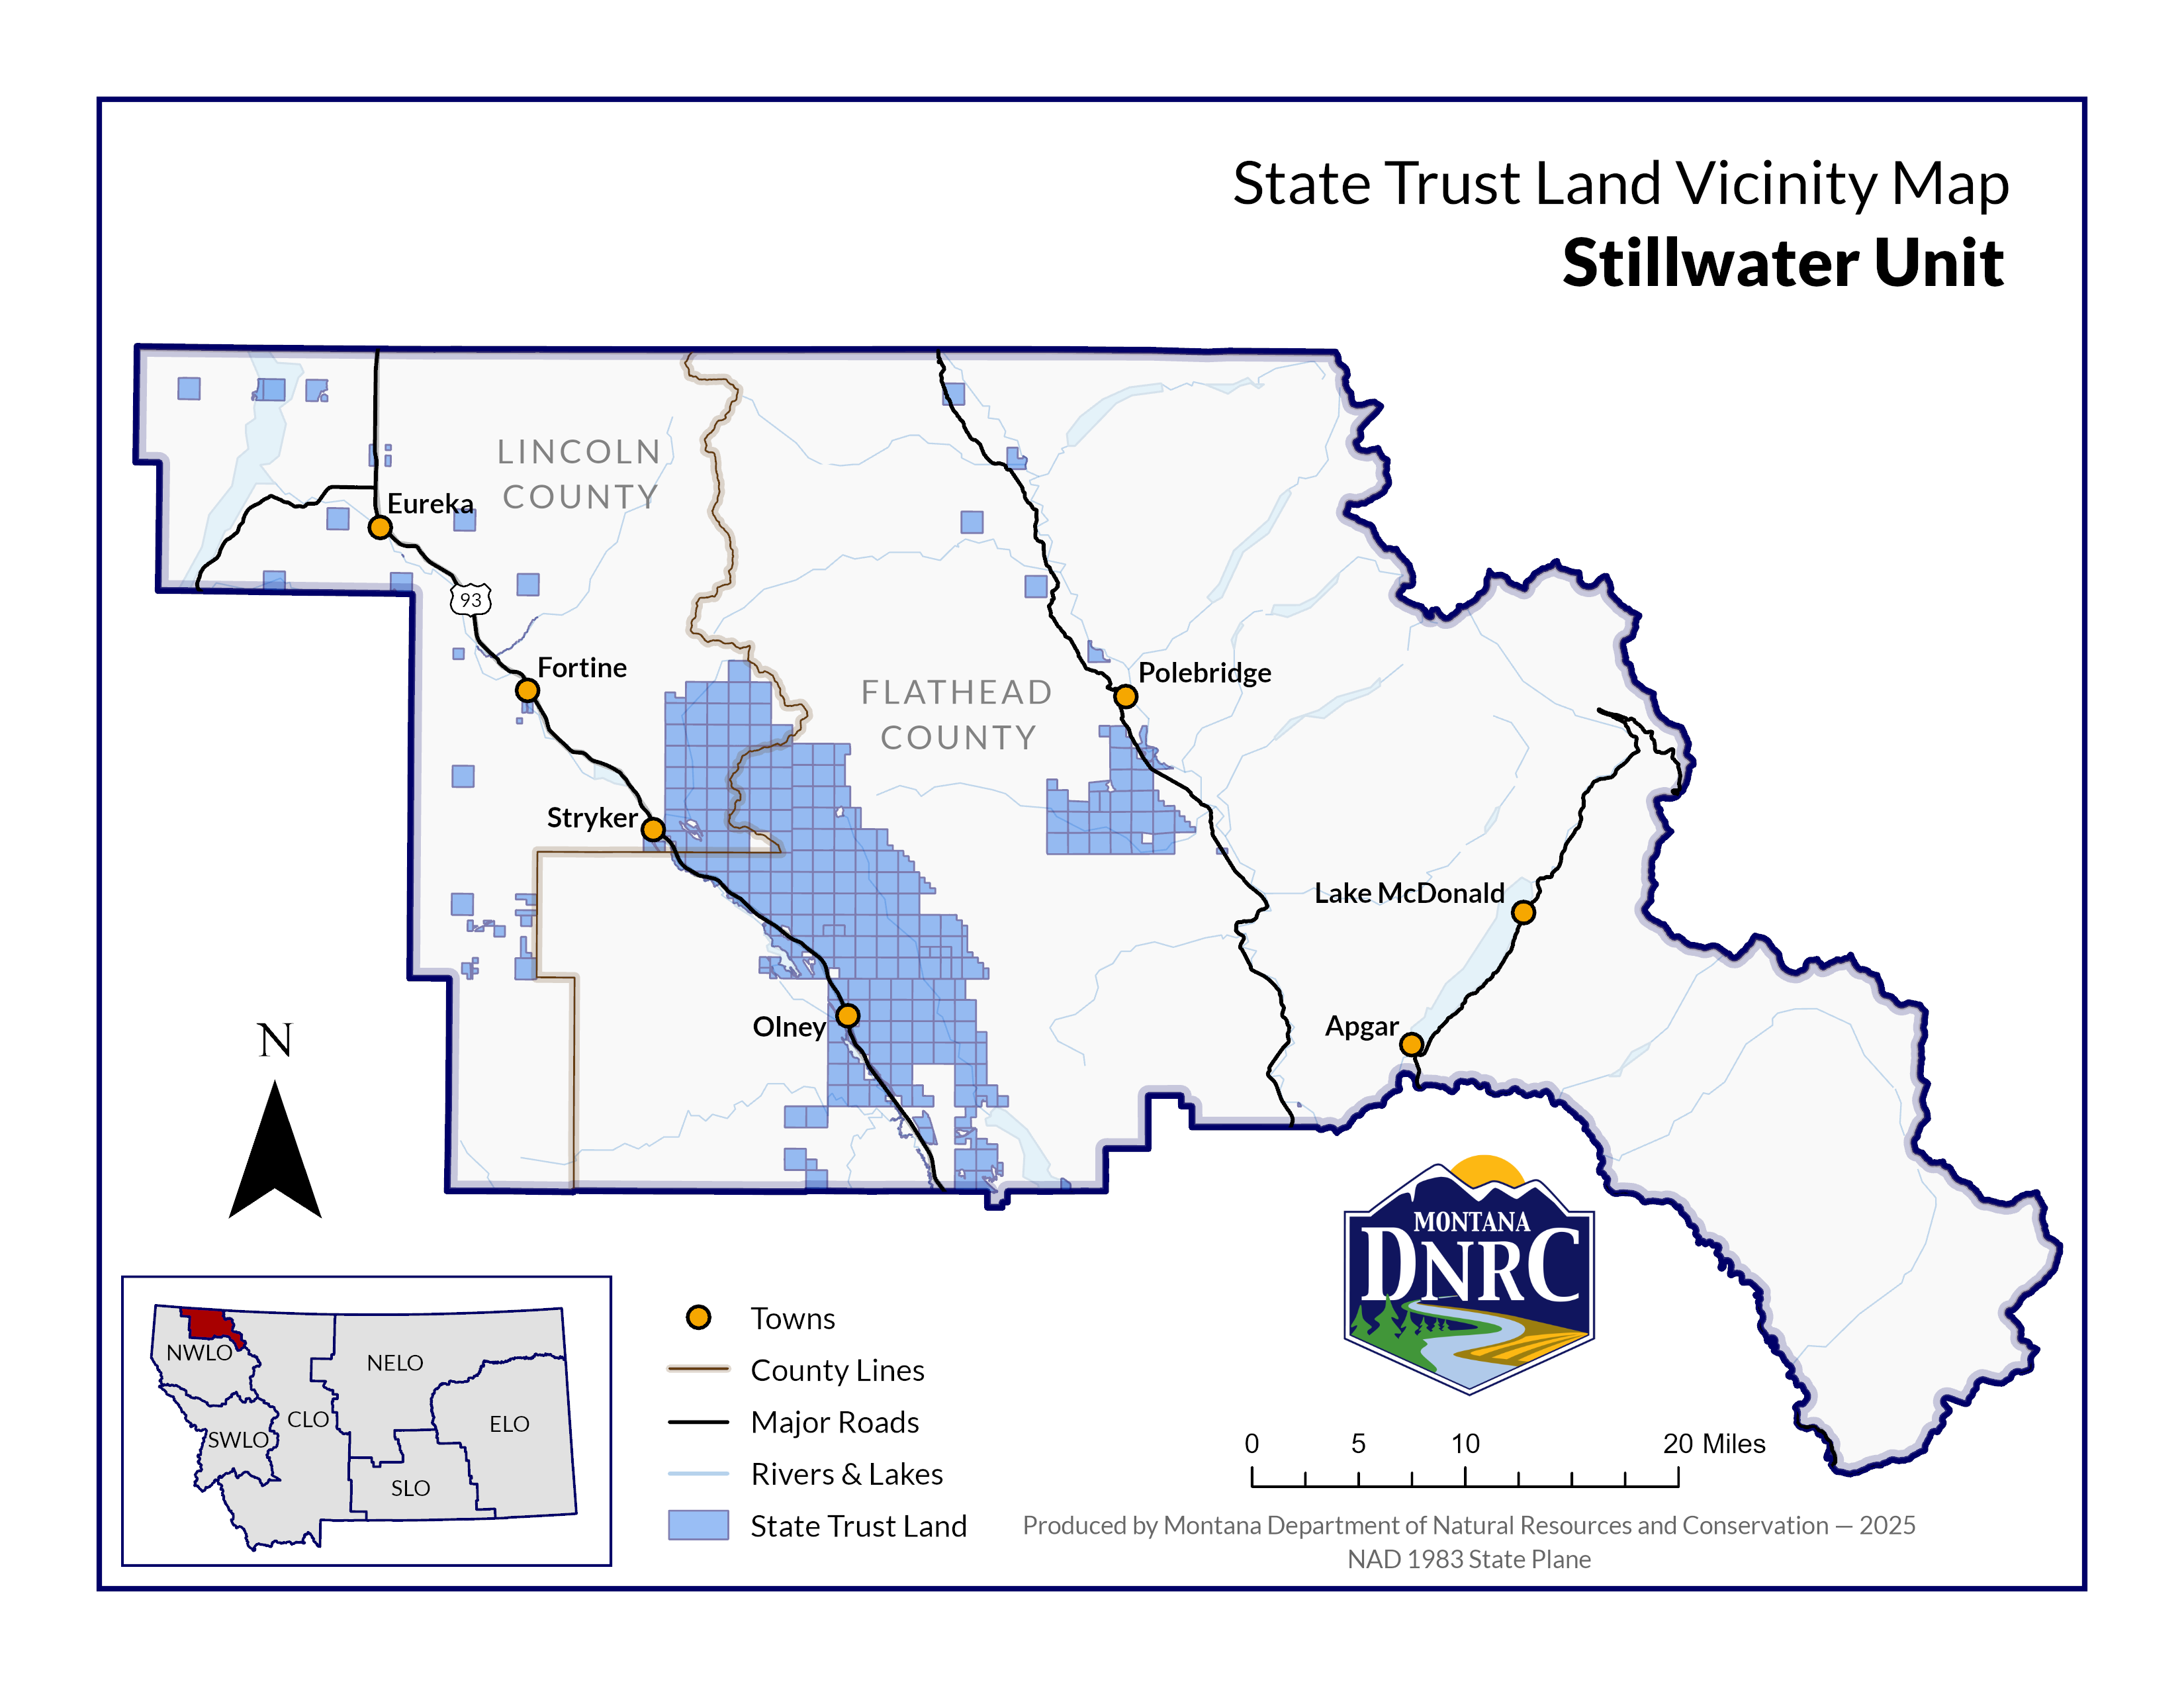 State Trust Land Vicinity Map
Stillwater Unit
LINCOLN
COUNTY
Eureka
93
Fortine
Polebridge
FLATHEAD
COUNTY
Stryker
Lake McDonald
Olney
Apgar
N
MONTANA
DNRC
NWLO
NELO
CLO
ELO
SWLO
SLO
Towns
County Lines
Major Roads
Rivers & Lakes
State Trust Land
0 5 10 20 Miles
Produced by Montana Department of Natural Resources and Conservation — 2025
NAD 1983 State Plane